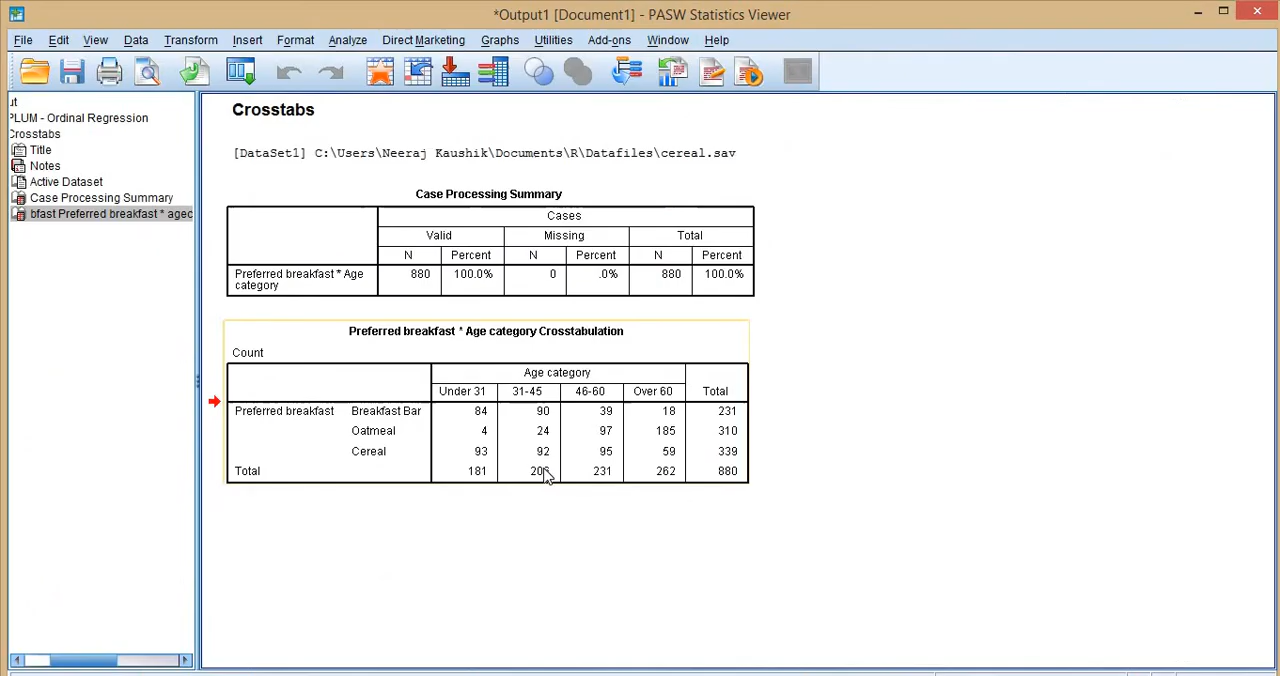 *Output1 [Document1] - PASW Statistics Viewer
File Edit View Data Transform Insert Format Analyze Direct Marketing Graphs Utilities Add-ons Window Help
ut
PLUM - Ordinal Regression
Crosstabs
Title
Notes
Active Dataset
Case Processing Summary
bfast Preferred breakfast * agec
Crosstabs
[DataSet1] C:\Users\Neeraj Kaushik\Documents\R\Datafiles\cereal.sav
Case Processing Summary
Cases
Valid Missing Total
N Percent N Percent N Percent
Preferred breakfast * Age
category
880 100.0% 0 .0% 880 100.0%
Preferred breakfast * Age category Crosstabulation
Count
Age category
Under 31 31-45 46-60 Over 60 Total
Preferred breakfast Breakfast Bar 84 90 39 18 231
Oatmeal 4 24 97 185 310
Cereal 93 92 95 59 339
Total 181 231 262 880